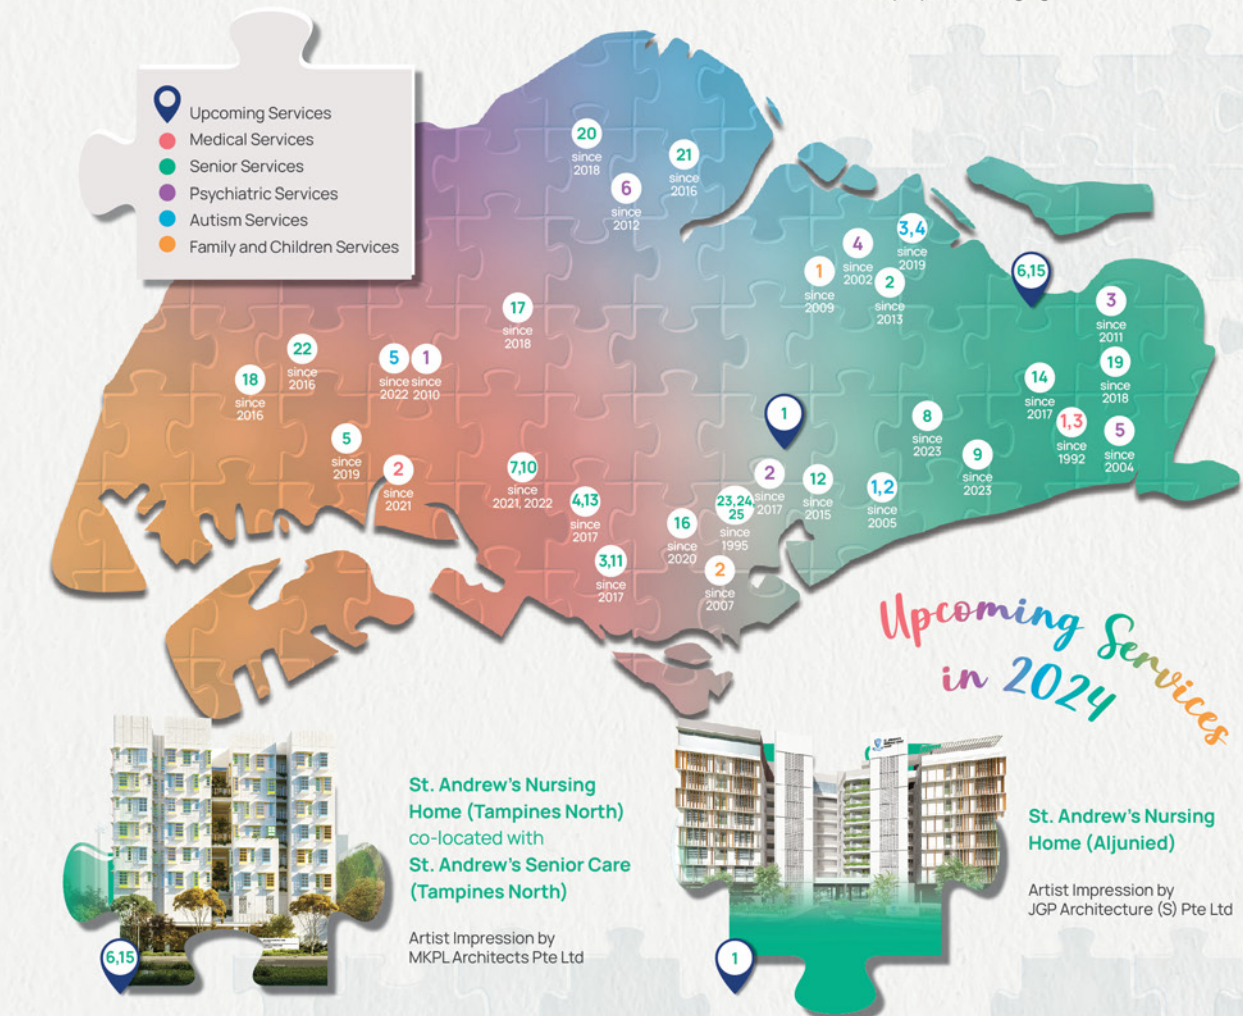 Upcoming Services
Medical Services
Senior Services
Psychiatric Services
Autism Services
Family and Children Services
20
since
2018
21
since
2016
6
since
2012
3,4
since
2019
4
since
2002
1
since
2009
2
since
2013
6,15
3
since
2011
17
since
2018
22
since
2016
5
since
2022
1
since
2010
18
since
2016
14
since
2017
19
since
2018
1
8
since
2023
1,3
since
1992
5
since
2004
5
since
2019
2
since
2021
7,10
since
2021, 2022
9
since
2023
2
since
2017
12
since
2015
1,2
since
2005
4,13
since
2017
23,24,
25
since
1995
16
since
2020
3,11
since
2017
2
since
2007
Upcoming Services
in 2024
St. Andrew's Nursing
Home (Tampines North)
co-located with
St. Andrew's Senior Care
(Tampines North)
Artist Impression by
MKPL Architects Pte Ltd
6,15
St. Andrew's Nursing
Home (Aljunied)
Artist Impression by
JGP Architecture (S) Pte Ltd
1